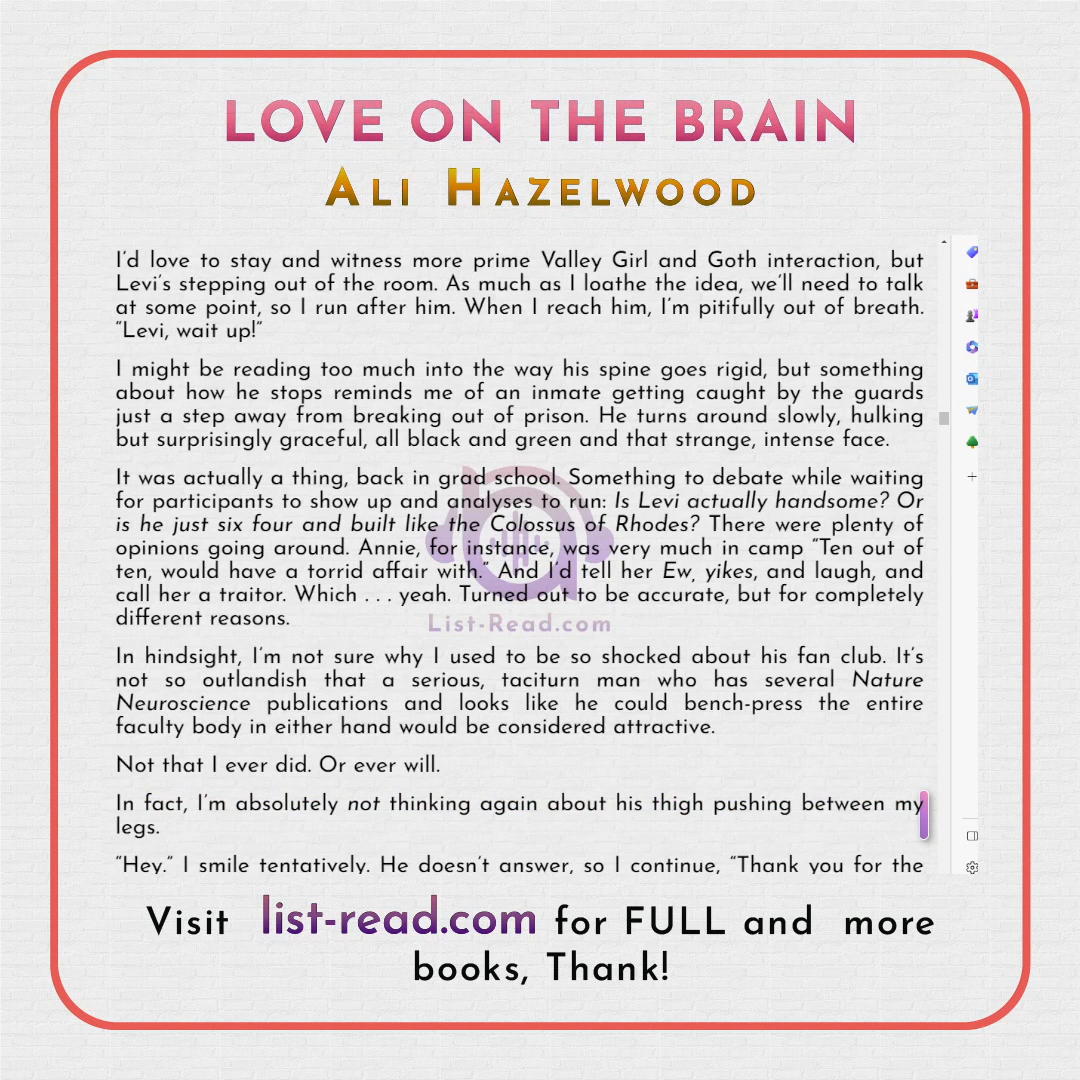 LOVE ON THE BRAIN
ALI HAZELWOOD
I'd love to stay and witness more prime Valley Girl and Goth interaction, but
Levi's stepping out of the room. As much as I loathe the idea, we'll need to talk
at some point, so I run after him. When I reach him, I'm pitifully out of breath.
“Levi, wait up!”
I might be reading too much into the way his spine goes rigid, but something
about how he stops reminds me of an inmate getting caught by the guards
just a step away from breaking out of prison. He turns around slowly, hulking
but surprisingly graceful, all black and green and that strange, intense face.
It was actually a thing, back in grad school. Something to debate while waiting
for participants to show up and analyses to run: Is Levi actually handsome? Or
is he just six four and built like the Colossus of Rhodes? There were plenty of
opinions going around. Annie, for instance, was very much in camp “Ten out of
ten, would have a torrid affair with.” And I'd tell her Ew, yikes, and laugh, and
call her a traitor. Which . . . yeah. Turned out to be accurate, but for completely
different reasons.
List-Read.com
In hindsight, I'm not sure why I used to be so shocked about his fan club. It's
not so outlandish that a serious, taciturn man who has several Nature
Neuroscience publications and looks like he could bench-press the entire
faculty body in either hand would be considered attractive.
Not that I ever did. Or ever will.
In fact, I'm absolutely not thinking again about his thigh pushing between my
legs.
“Hey.” I smile tentatively. He doesn't answer, so I continue, “Thank you for the
Visit list-read.com for FULL and more
books, Thank!